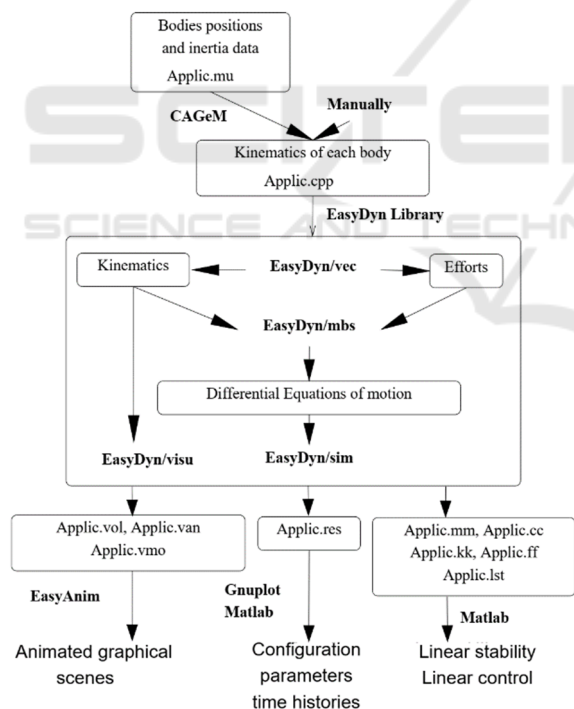 Bodies positions
and inertia data
Applic.mu
CAGeM
Manually
Kinematics of each body
Applic.cpp
EasyDyn Library
SCIENCE AND TECHN
Kinematics
EasyDyn/vec
Efforts
EasyDyn/mbs
Differential Equations of motion
EasyDyn/visu
EasyDyn/sim
Applic.vol, Applic.van
Applic.vmo
Applic.res
Applic.mm, Applic.cc
Applic.kk, Applic.ff
Applic.lst
EasyAnim
Gnuplot
Matlab
Matlab
Animated graphical
scenes
Configuration
parameters
time histories
Linear stability
Linear control